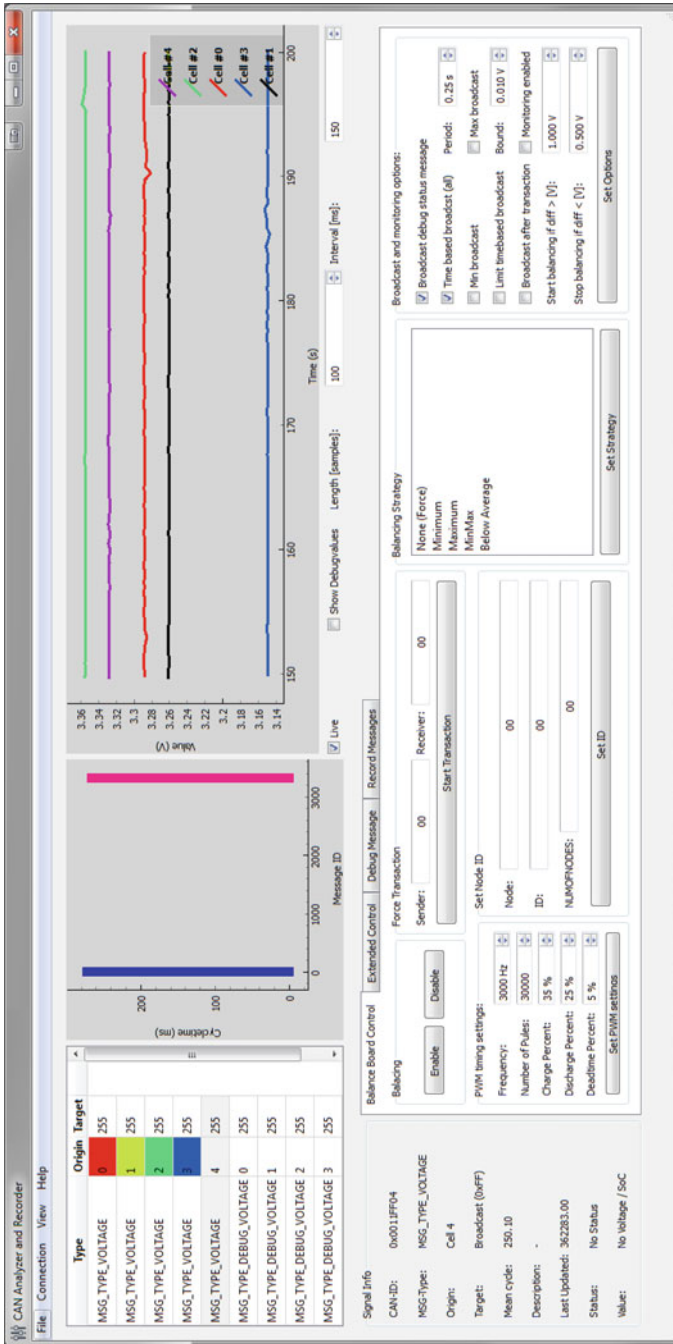 CAN Analyzer and Recorder
File Connection View Help
Type Origin Target
MSG_TYPE_VOLTAGE 0 255
MSG_TYPE_VOLTAGE 1 255
MSG_TYPE_VOLTAGE 2 255
MSG_TYPE_VOLTAGE 3 255
MSG_TYPE_VOLTAGE 4 255
MSG_TYPE_DEBUG_VOLTAGE 0 255
MSG_TYPE_DEBUG_VOLTAGE 1 255
MSG_TYPE_DEBUG_VOLTAGE 2 255
MSG_TYPE_DEBUG_VOLTAGE 3 255
Cycletime (ms)
200
100
0
0 1000 2000 3000
Message ID
Value (V)
3.36
3.34
3.32
3.3
3.28
3.26
3.24
3.22
3.2
3.18
3.16
3.14
150 160 170 180 190 200
Time (s)
Cell #4
Cell #2
Cell #0
Cell #3
Cell #1
Live Show Debugvalues Length [samples]: 100 Interval [ms]: 150
Signal Info
CAN-ID: 0x0011FF04
MSG-Type: MSG_TYPE_VOLTAGE
Origin: Cell 4
Target: Broadcast (0xFF)
Mean cycle: 250.10
Description: -
Last Updated: 362283.00
Status: No Status
Value: No Voltage / SoC
Balance Board Control Extended Control Debug Message Record Messages
Balacing
Enable Disable
Force Transaction
Sender: 00 Receiver: 00
Start Transaction
PWM timing settings:
Frequency: 3000 Hz
Number of Pules: 30000
Charge Percent: 35 %
Discharge Percent: 25 %
Deadtime Percent: 5 %
Set PWM settings
Set Node ID
Node: 00
ID: 00
NUMOFNODES: 00
Set ID
Balancing Strategy
None (Force)
Minimum
Maximum
MinMax
Below Average
Set Strategy
Broadcast and monitoring options:
Broadcast debug status message
Time based broadcst (all) Period: 0.25 s
Min broadcast Max broadcast
Limit timebased broadcast Bound: 0.010 V
Broadcast after transaction Monitoring enabled
Start balancing if diff > [V]: 1.000 V
Stop balancing if diff < [V]: 0.500 V
Set Options